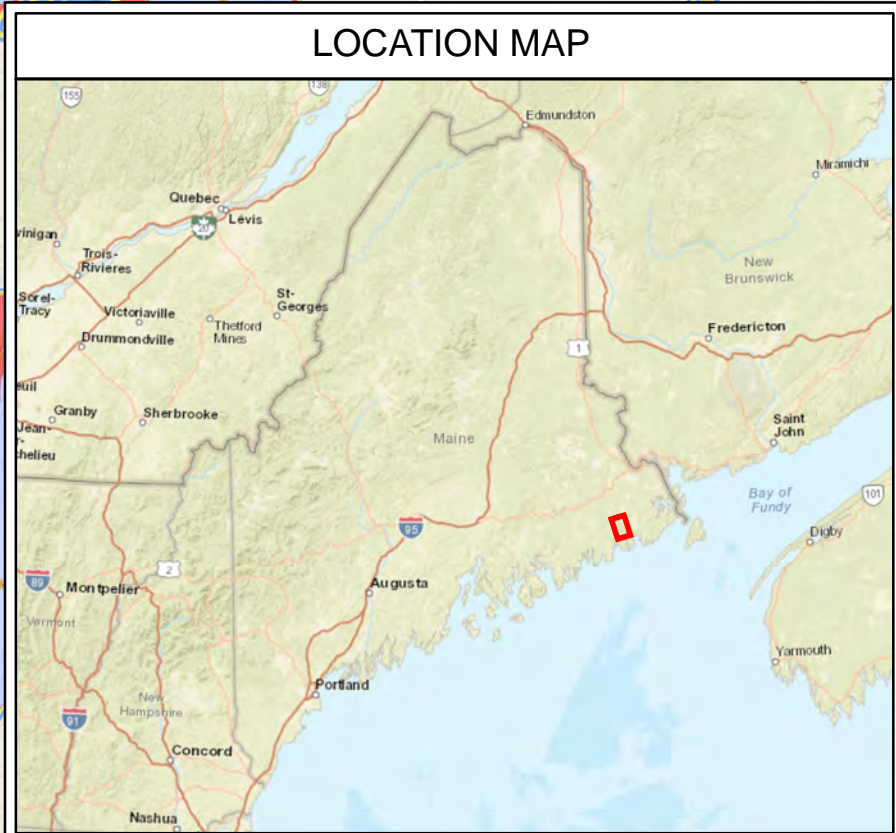 LOCATION MAP
155
138
Edmundston
Miramichi
Quebec
Lévis
20
vinigan
Trois-
Rivieres
New
Brunswick
Sorel-
Tracy
Victoriaville
St-
Georges
Thetford
Mines
Drummondville
Fredericton
1
euil
Granby
Sherbrooke
Jean-
r-
chelieu
Maine
Saint
John
Bay of
Fundy
101
95
Digby
2
89
Montpelier
Augusta
Vermont
Yarmouth
Portland
New
Hampshire
91
Concord
Nashua